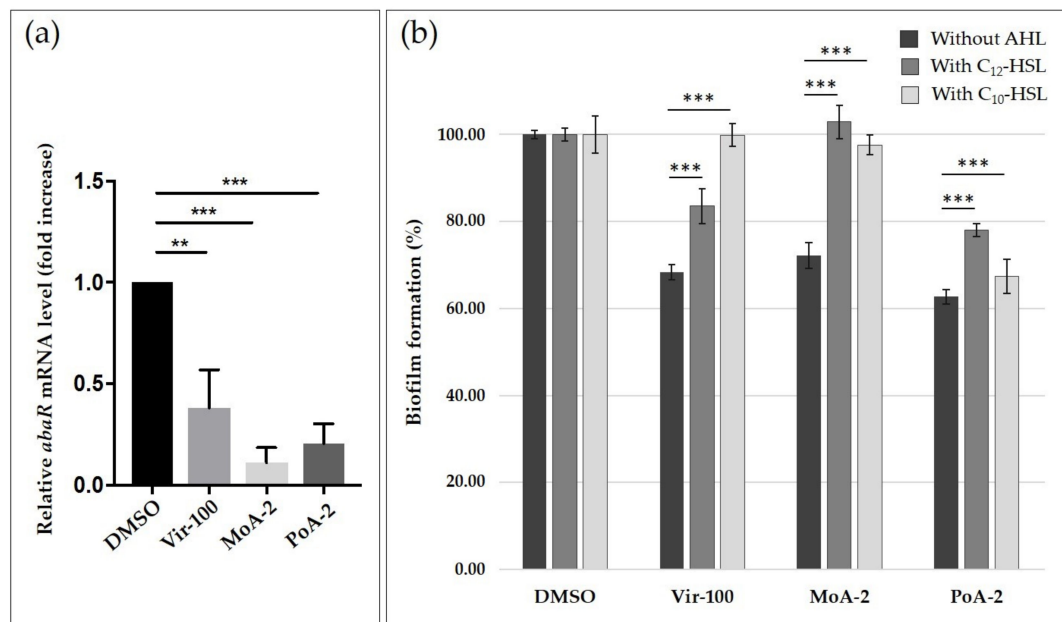 (a)
Relative abaR mRNA level (fold increase)
1.5
1.0
0.5
0.0
***
***
**
DMSO
Vir-100
MoA-2
PoA-2
(b)
Without AHL
With C₁₂-HSL
With C₁₀-HSL
Biofilm formation (%)
100.00
80.00
60.00
40.00
20.00
0.00
***
***
***
***
***
***
DMSO
Vir-100
MoA-2
PoA-2